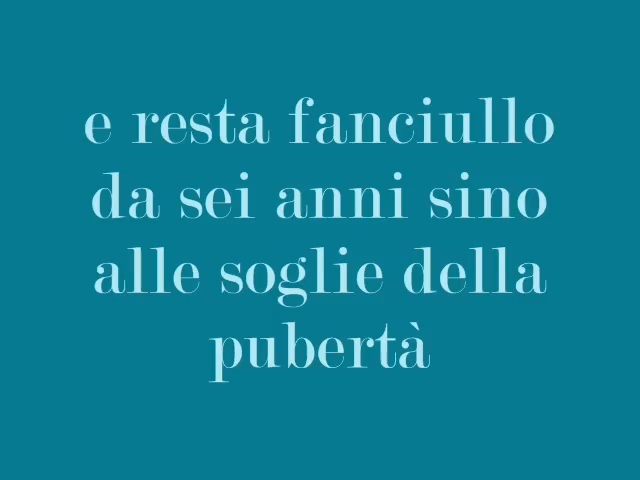 e resta fanciullo
da sei anni sino
alle soglie della
pubertà